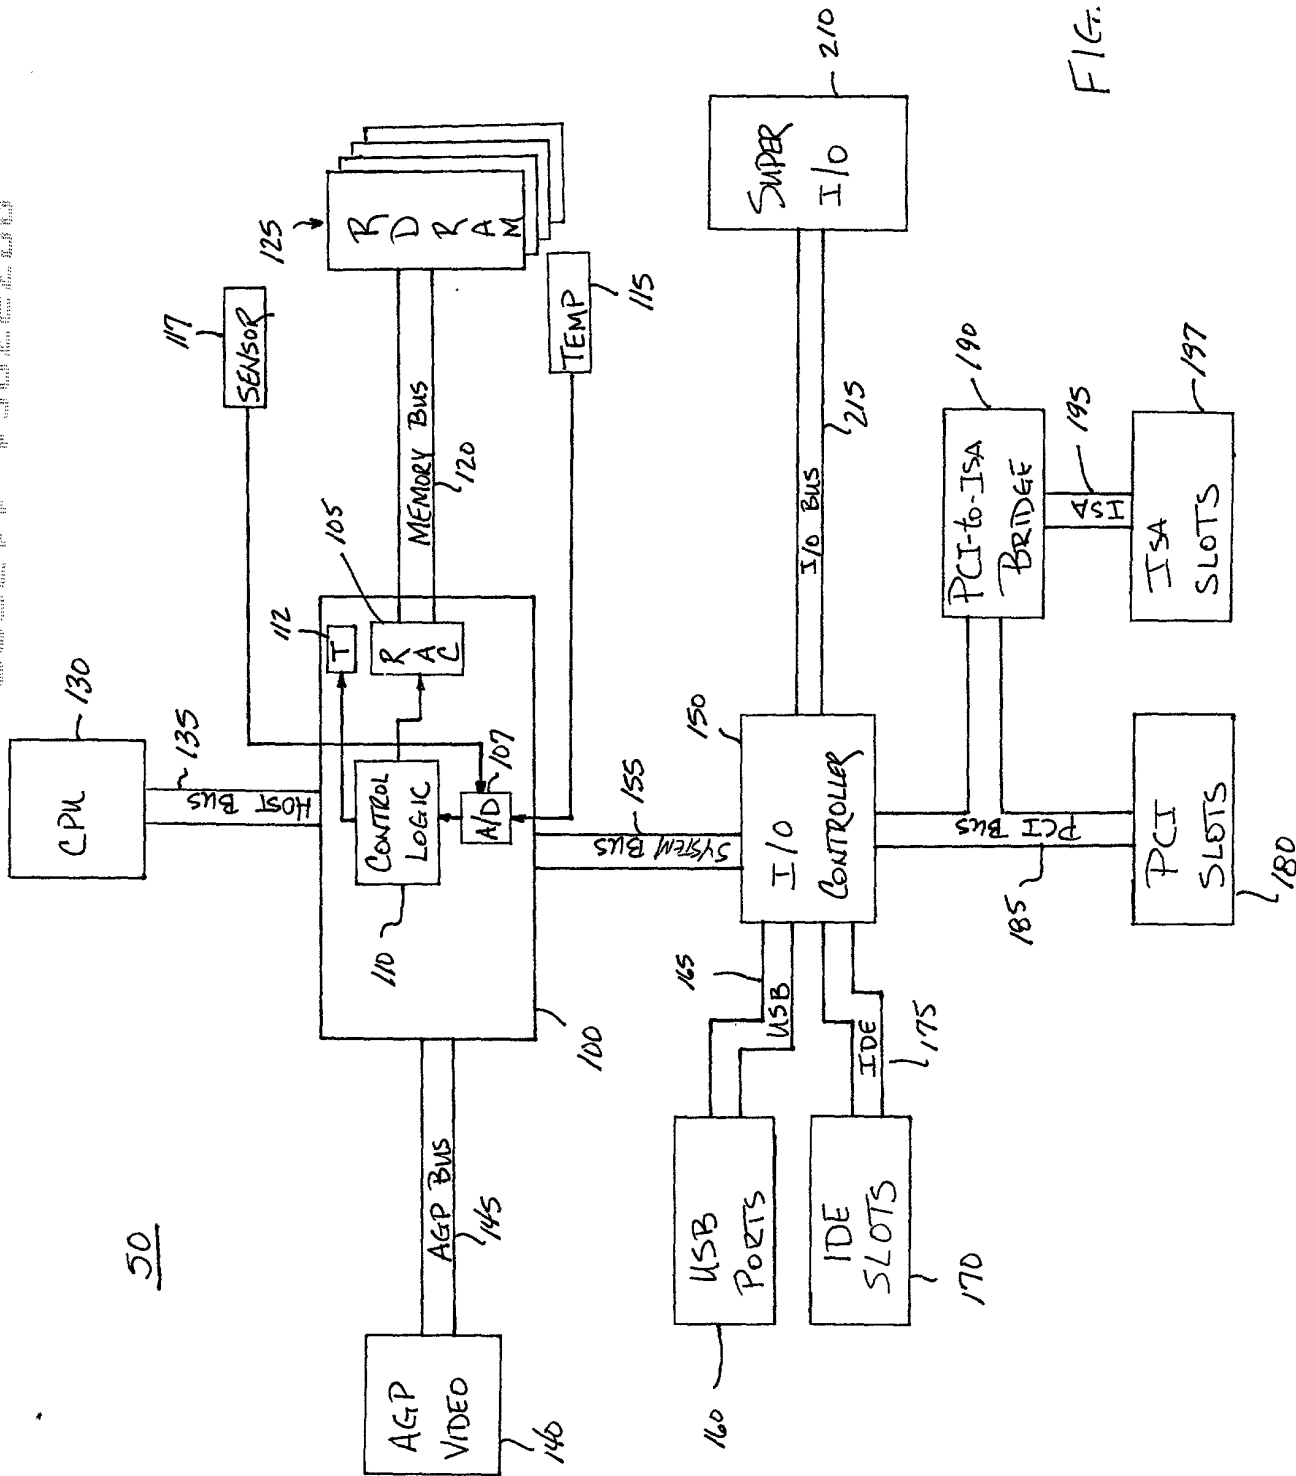 50
CPU
130
HOST BUS
135
117
SENSOR
125
RDRAM
AGP
VIDEO
140
AGP BUS
145
100
110
CONTROL
LOGIC
A/D
107
T
112
RAC
105
MEMORY BUS
120
TEMP
115
SYSTEM BUS
155
USB
PORTS
160
165
USB
IDE
SLOTS
170
IDE
175
150
I/O
CONTROLLER
I/O BUS
215
SUPER
I/O
210
PCI BUS
185
PCI
SLOTS
180
PCI-to-ISA
BRIDGE
190
ISA
195
ISA
SLOTS
197
FIG.